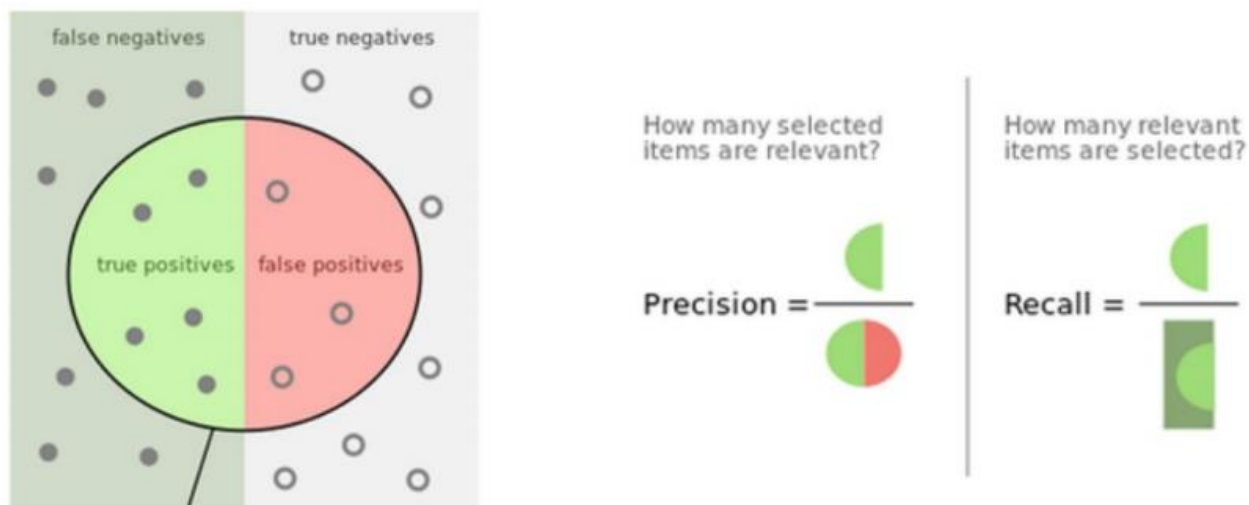 false negatives
true negatives
true positives
false positives
How many selected
items are relevant?
Precision =
How many relevant
items are selected?
Recall =